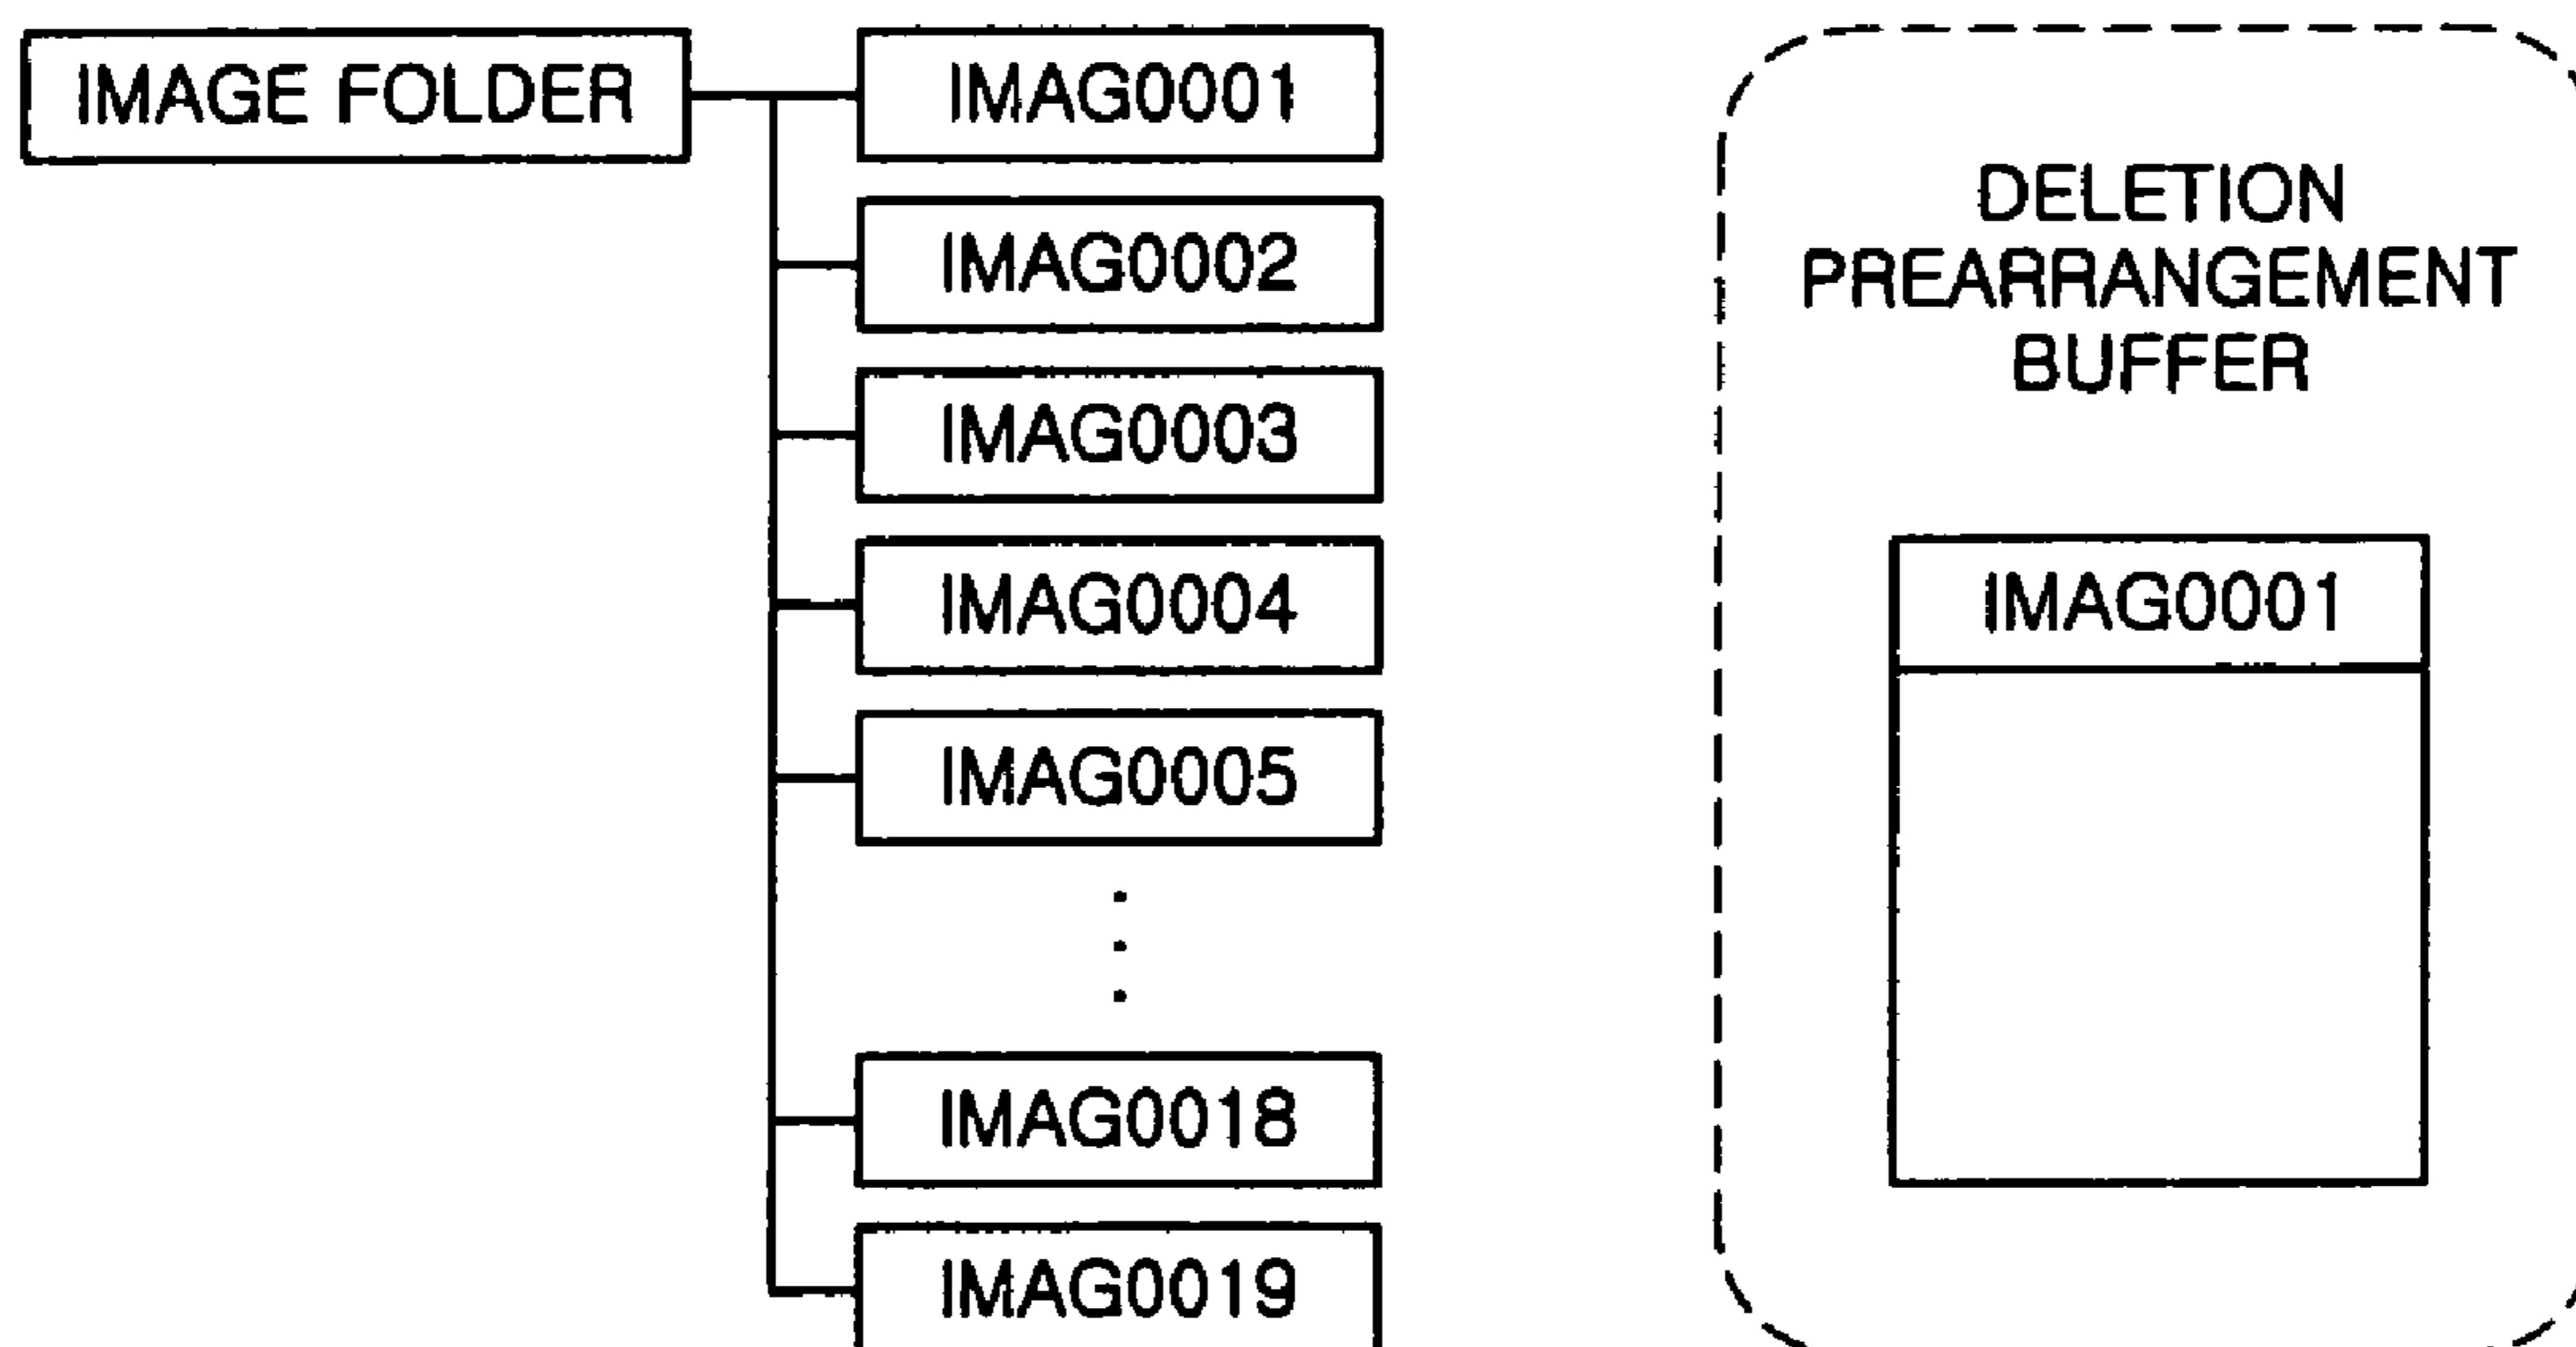 IMAGE FOLDER
IMAG0001
IMAG0002
IMAG0003
IMAG0004
IMAG0005
IMAG0018
IMAG0019
DELETION
PREARRANGEMENT
BUFFER
IMAG0001